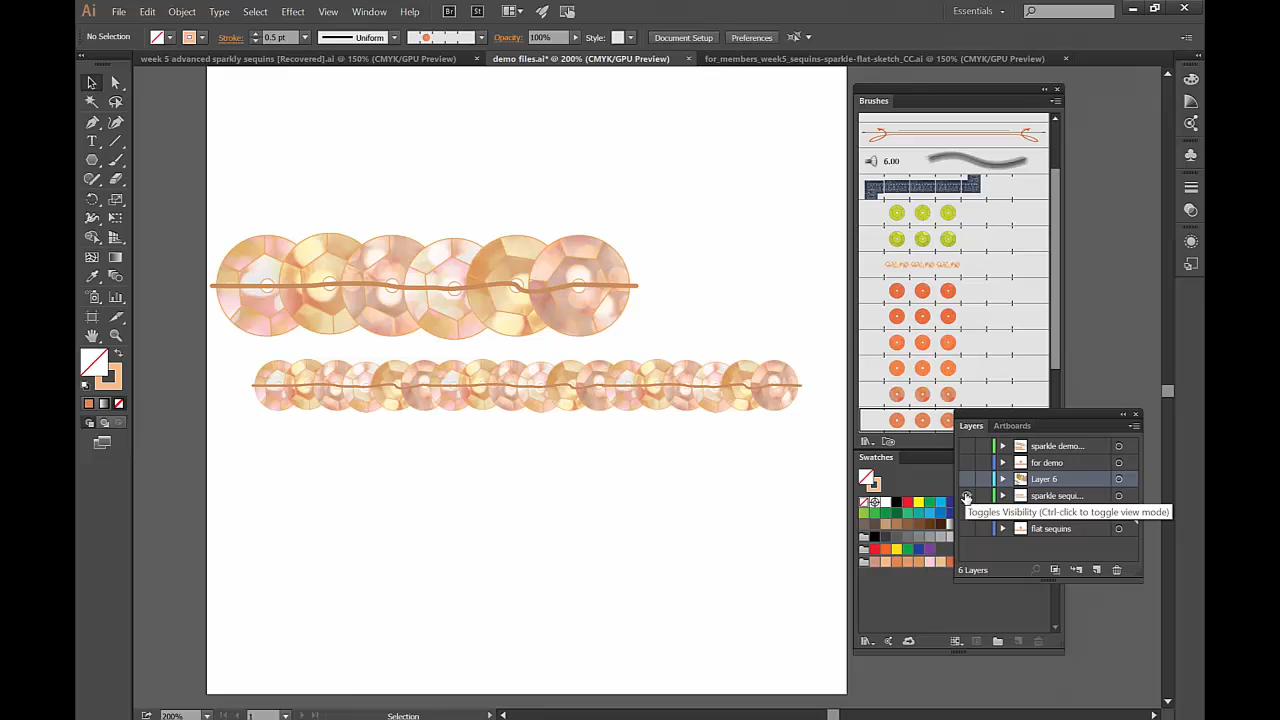 Ai File Edit Object Type Select Effect View Window Help Br St Essentials
No Selection Stroke: 0.5 pt Uniform Opacity: 100% Style: Document Setup Preferences
week 5 advanced sparkly sequins [Recovered].ai @ 150% (CMYK/GPU Preview) × demo files.ai* @ 200% (CMYK/GPU Preview) × for_members_week5_sequins-sparkle-flat-sketch_CC.ai @ 150% (CMYK/GPU Preview) ×
Brushes
6.00
Layers Artboards
sparkle demo...
for demo
Swatches
Layer 6
sparkle sequi...
Toggles Visibility (Ctrl-click to toggle view mode)
flat sequins
6 Layers
200% 1 Selection